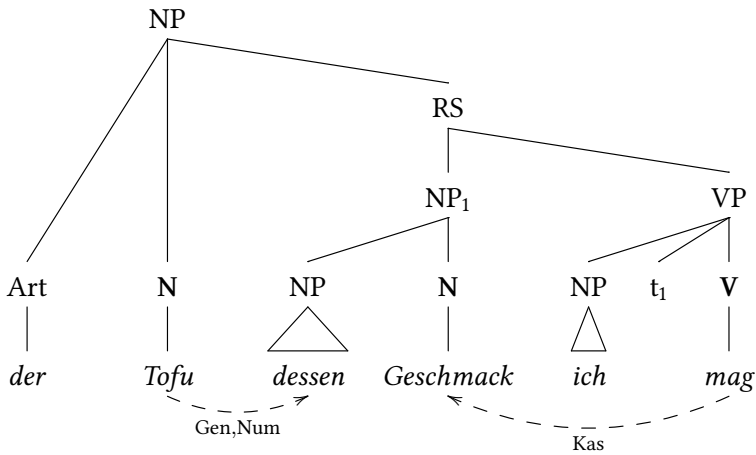 NP
RS
NP₁ VP
Art N NP N NP t₁ V
der Tofu dessen Geschmack ich mag
Gen,Num
Kas